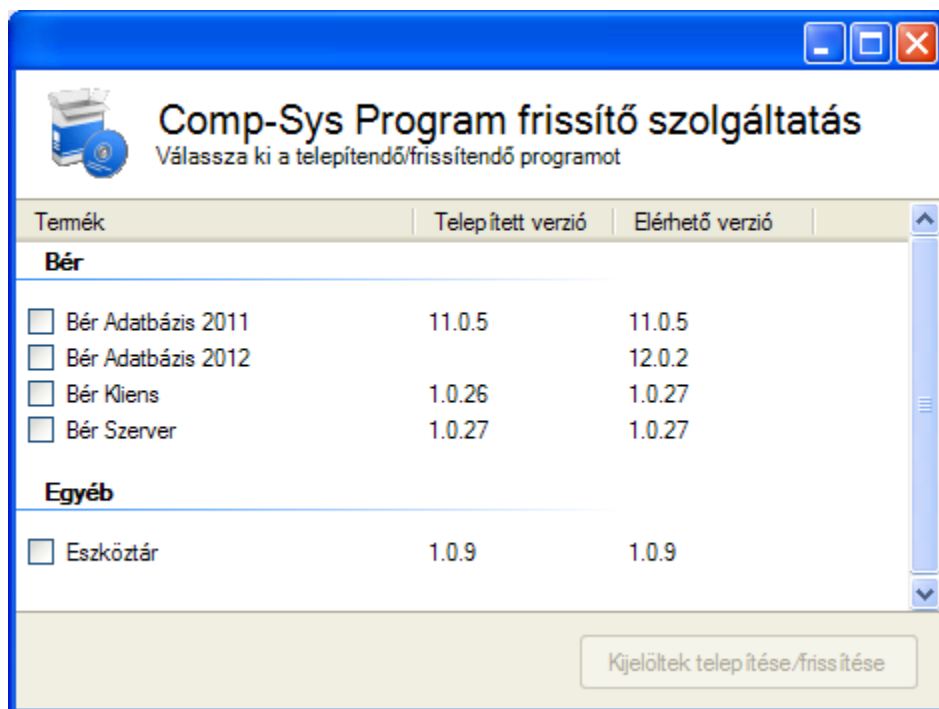 Comp-Sys Program frissítő szolgáltatás
Válassza ki a telepítendő/frissítendő programot
Termék Telepített verzió Elérhető verzió
Bér
Bér Adatbázis 2011 11.0.5 11.0.5
Bér Adatbázis 2012 12.0.2
Bér Kliens 1.0.26 1.0.27
Bér Szerver 1.0.27 1.0.27
Egyéb
Eszköztár 1.0.9 1.0.9
Kijelöltek telepítése/frissítése